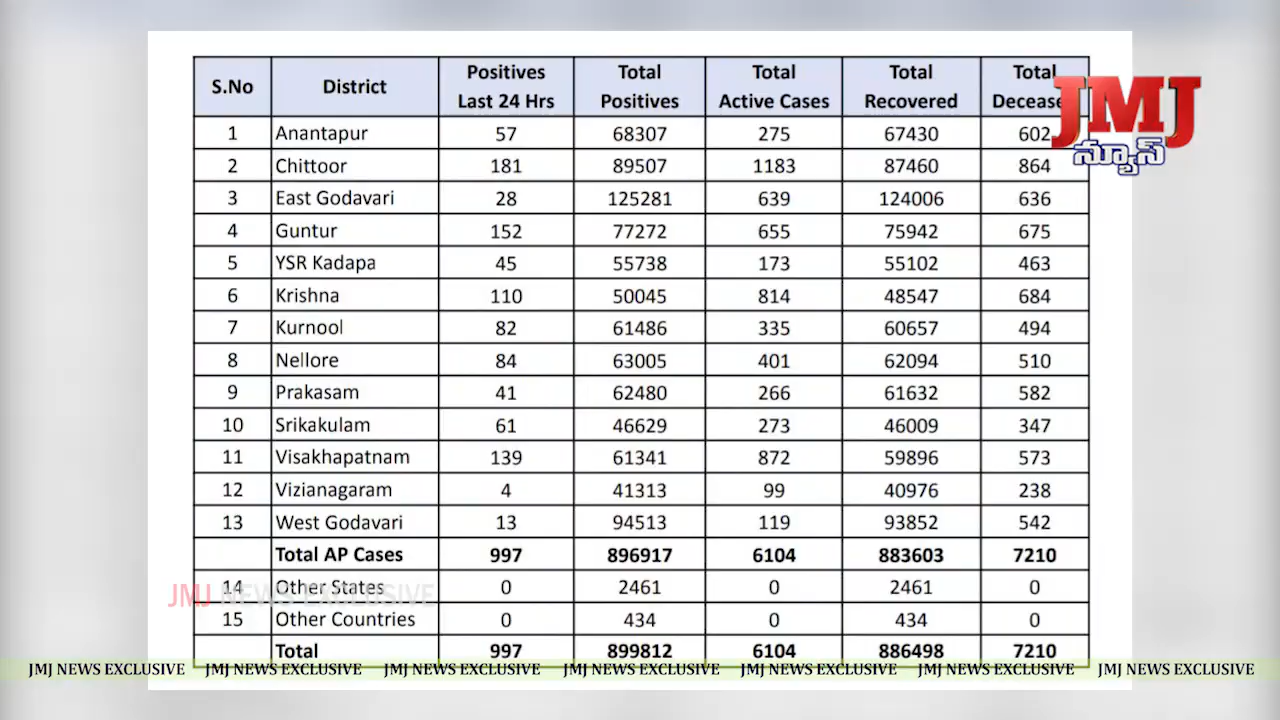 S.No District Positives Last 24 Hrs Total Positives Total Active Cases Total Recovered Total
1 Anantapur 57 68307 275 67430 602
2 Chittoor 181 89507 1183 87460 864
3 East Godavari 28 125281 639 124006 636
4 Guntur 152 77272 655 75942 675
5 YSR Kadapa 45 55738 173 55102 463
6 Krishna 110 50045 814 48547 684
7 Kurnool 82 61486 335 60657 494
8 Nellore 84 63005 401 62094 510
9 Prakasam 41 62480 266 61632 582
10 Srikakulam 61 46629 273 46009 347
11 Visakhapatnam 139 61341 872 59896 573
12 Vizianagaram 4 41313 99 40976 238
13 West Godavari 13 94513 119 93852 542
Total AP Cases 997 896917 6104 883603 7210
14 Other States 0 2461 0 2461 0
15 Other Countries 0 434 0 434 0
Total 997 899812 6104 886498 7210
JMJ
న్యూస్
JMJ NEWS EXCLUSIVE
JMJ NEWS EXCLUSIVE JMJ NEWS EXCLUSIVE JMJ NEWS EXCLUSIVE JMJ NEWS EXCLUSIVE JMJ NEWS EXCLUSIVE JMJ NEWS EXCLUSIVE JMJ NEWS EXCLUSIVE